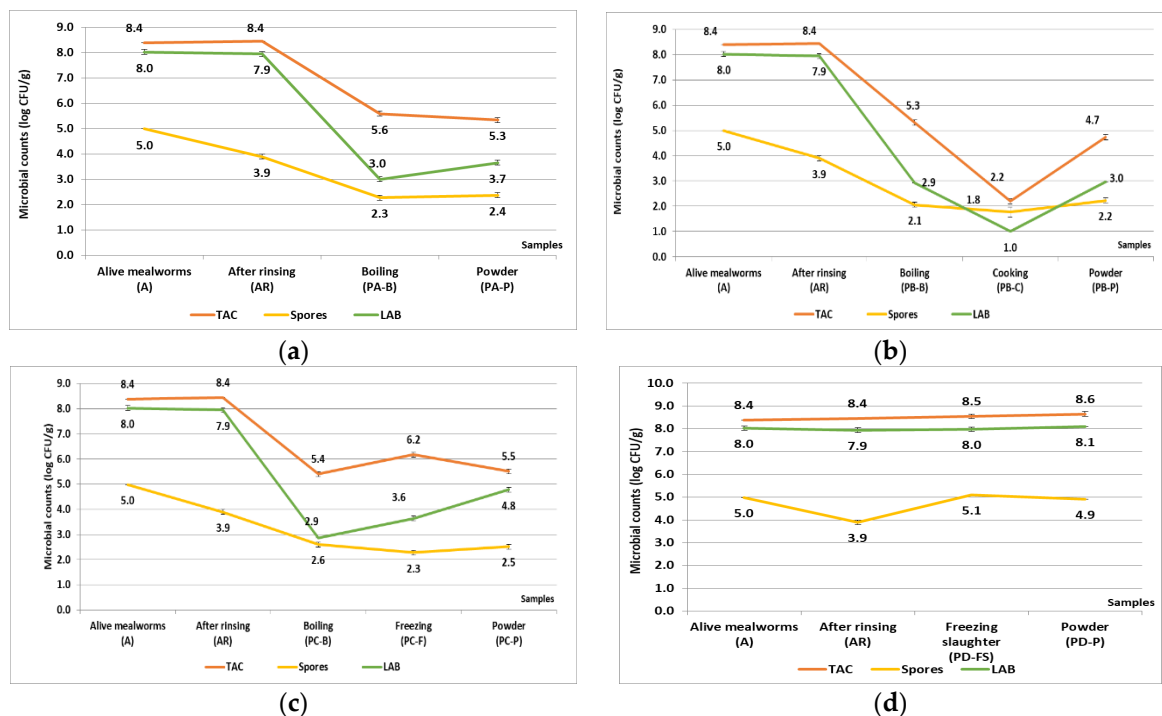 Microbial counts (log CFU/g)
9.0
8.0
7.0
6.0
5.0
4.0
3.0
2.0
1.0
0.0
8.4 8.4
8.0 7.9
5.6 5.3
5.0
3.0
3.9 3.7
2.3 2.4
Samples
Alive mealworms (A)
After rinsing (AR)
Boiling (PA-B)
Powder (PA-P)
TAC Spores LAB
(a)
Microbial counts (log CFU/g)
9.0
8.0
7.0
6.0
5.0
4.0
3.0
2.0
1.0
0.0
8.4 8.4
8.0 7.9
5.3
4.7
5.0
3.9
2.9 2.2 3.0
2.1 1.8 2.2
1.0
Samples
Alive mealworms (A)
After rinsing (AR)
Boiling (PB-B)
Cooking (PB-C)
Powder (PB-P)
TAC Spores LAB
(b)
Microbial counts (log CFU/g)
9.0
8.0
7.0
6.0
5.0
4.0
3.0
2.0
1.0
0.0
8.4 8.4
8.0 7.9
6.2
5.4 5.5
5.0 3.6 4.8
3.9
2.9
2.6 2.3 2.5
Samples
Alive mealworms (A)
After rinsing (AR)
Boiling (PC-B)
Freezing (PC-F)
Powder (PC-P)
TAC Spores LAB
(c)
Microbial counts (log CFU/g)
10.0
9.0
8.0
7.0
6.0
5.0
4.0
3.0
2.0
1.0
0.0
8.4 8.4 8.5 8.6
8.0 7.9 8.0 8.1
5.0 3.9 5.1 4.9
Samples
Alive mealworms (A)
After rinsing (AR)
Freezing slaughter (PD-FS)
Powder (PD-P)
TAC Spores LAB
(d)